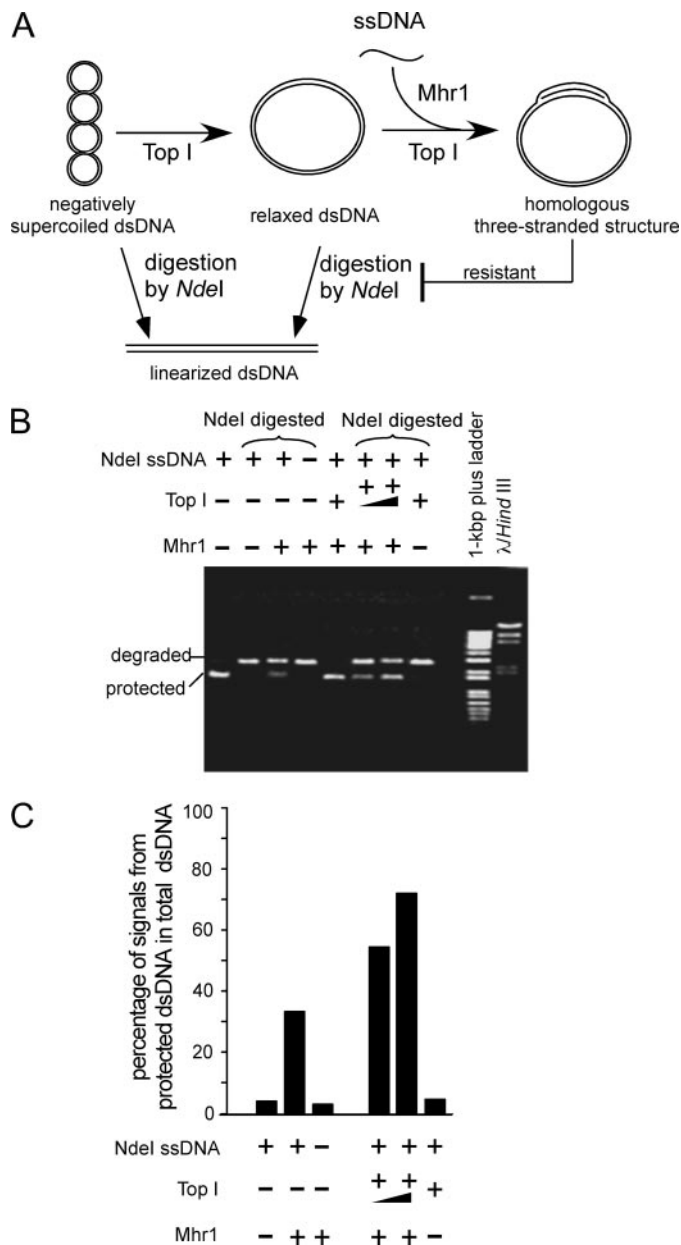 A
ssDNA
Mhr1
Top I
Top I
negatively
supercoiled dsDNA
relaxed dsDNA
homologous
three-stranded structure
digestion
by NdeI
digestion
by NdeI
resistant
linearized dsDNA
B
NdeI digested NdeI digested
NdeI ssDNA + + + − + + + +
+ +
Top I − − − − + +
Mhr1 − − + + + + + −
1-kbp plus ladder
λ/Hind III
degraded
protected
C
percentage of signals from
protected dsDNA in total dsDNA
100
80
60
40
20
0
NdeI ssDNA + + − + + +
+ +
Top I − − − +
Mhr1 − + + + + −